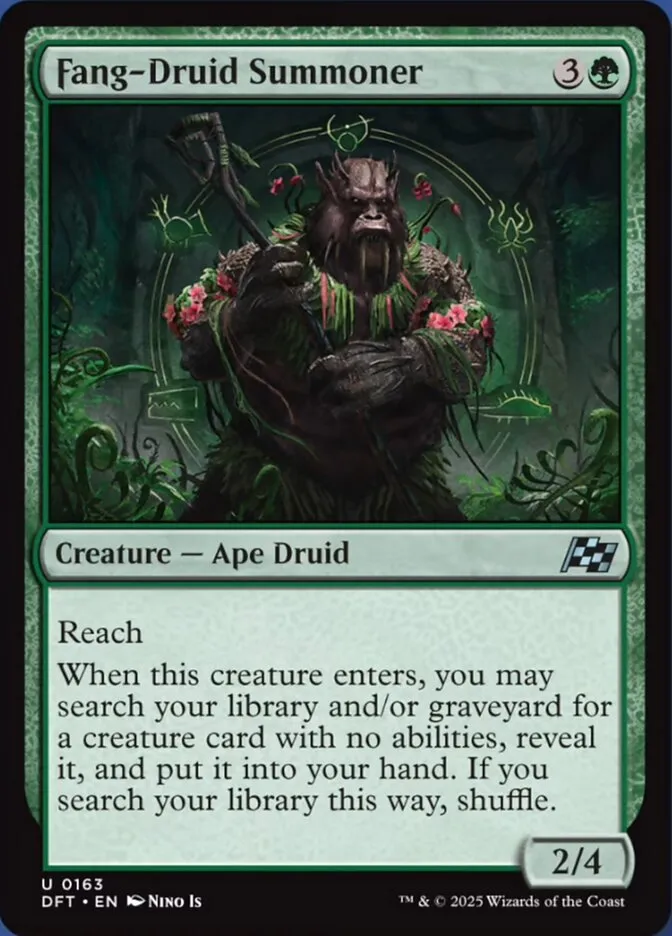 Fang-Druid Summoner 3
Creature — Ape Druid
Reach
When this creature enters, you may
search your library and/or graveyard for
a creature card with no abilities, reveal
it, and put it into your hand. If you
search your library this way, shuffle.
2/4
U 0163
DFT • EN Nino Is
™ & © 2025 Wizards of the Coast